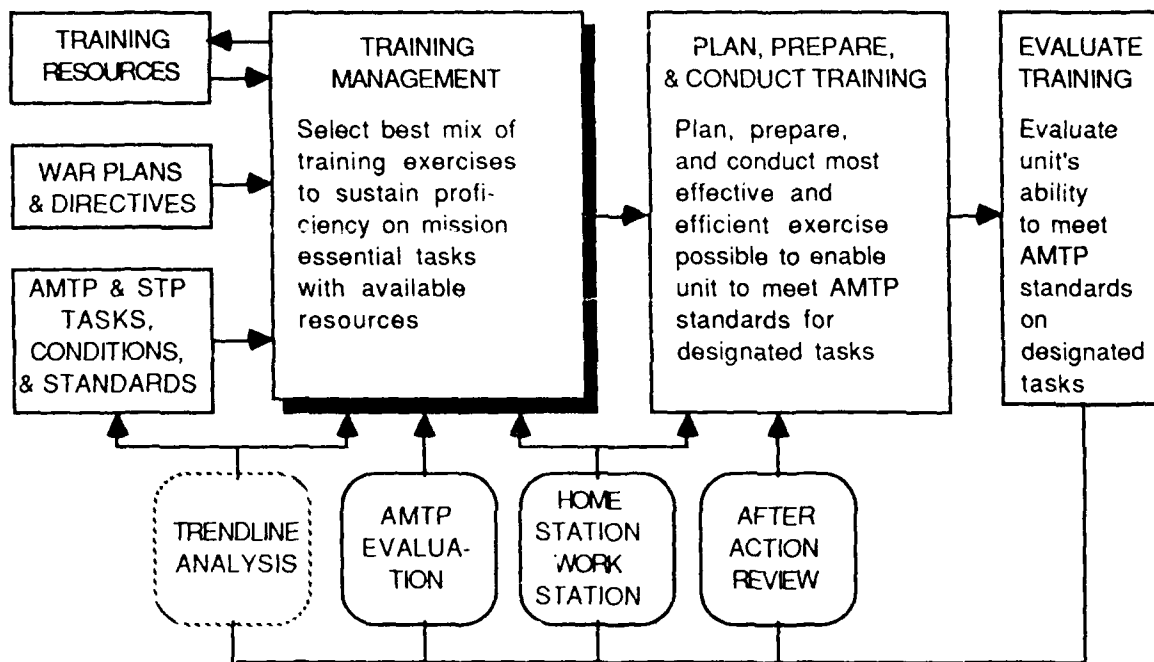 TRAINING
RESOURCES
WAR PLANS
& DIRECTIVES
AMTP & STP
TASKS,
CONDITIONS,
& STANDARDS
TRAINING
MANAGEMENT
Select best mix of
training exercises
to sustain profi-
ciency on mission
essential tasks
with available
resources
PLAN, PREPARE,
& CONDUCT TRAINING
Plan, prepare,
and conduct most
effective and
efficient exercise
possible to enable
unit to meet AMTP
standards for
designated tasks
EVALUATE
TRAINING
Evaluate
unit's
ability
to meet
AMTP
standards
on
designated
tasks
TRENDLINE
ANALYSIS
AMTP
EVALUA-
TION
HOME
STATION
WORK
STATION
AFTER
ACTION
REVIEW